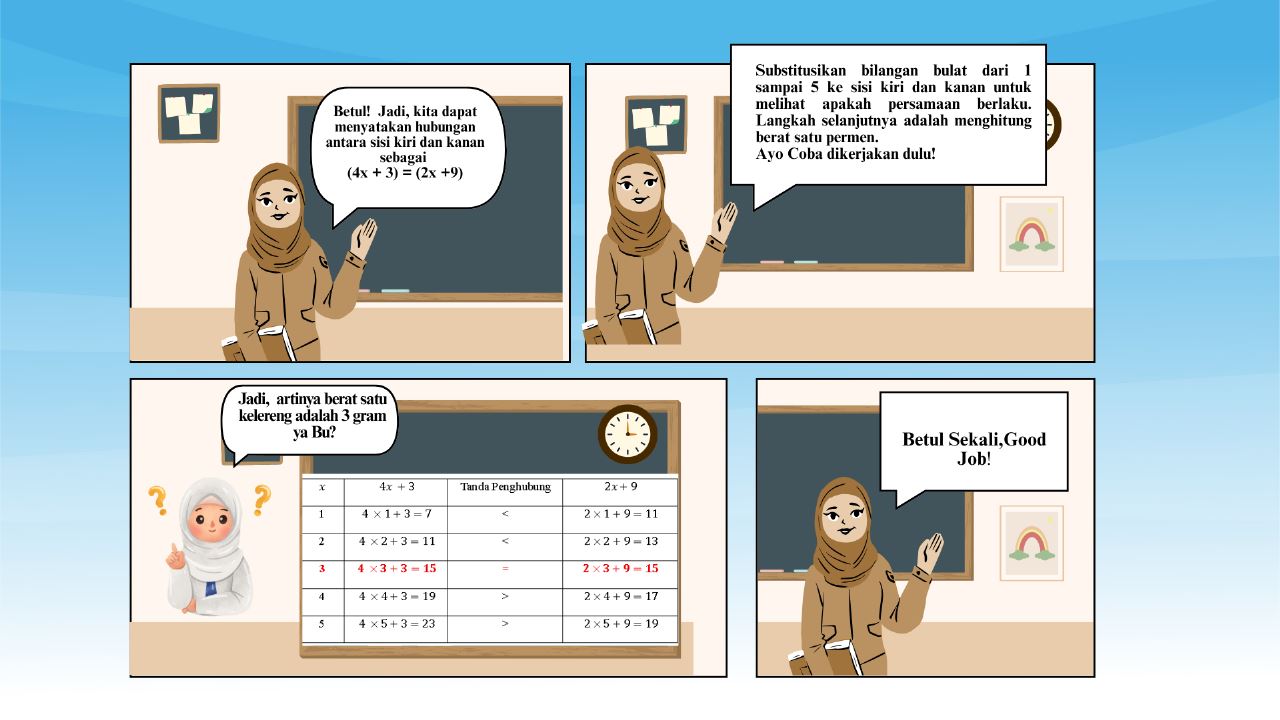 Betul! Jadi, kita dapat
menyatakan hubungan
antara sisi kiri dan kanan
sebagai
(4x + 3) = (2x +9)
Substitusikan bilangan bulat dari 1
sampai 5 ke sisi kiri dan kanan untuk
melihat apakah persamaan berlaku.
Langkah selanjutnya adalah menghitung
berat satu permen.
Ayo Coba dikerjakan dulu!
Jadi, artinya berat satu
kelereng adalah 3 gram
ya Bu?
x 4x + 3 Tanda Penghubung 2x + 9
1 4 × 1 + 3 = 7 < 2 × 1 + 9 = 11
2 4 × 2 + 3 = 11 < 2 × 2 + 9 = 13
3 4 × 3 + 3 = 15 = 2 × 3 + 9 = 15
4 4 × 4 + 3 = 19 > 2 × 4 + 9 = 17
5 4 × 5 + 3 = 23 > 2 × 5 + 9 = 19
Betul Sekali,Good
Job!